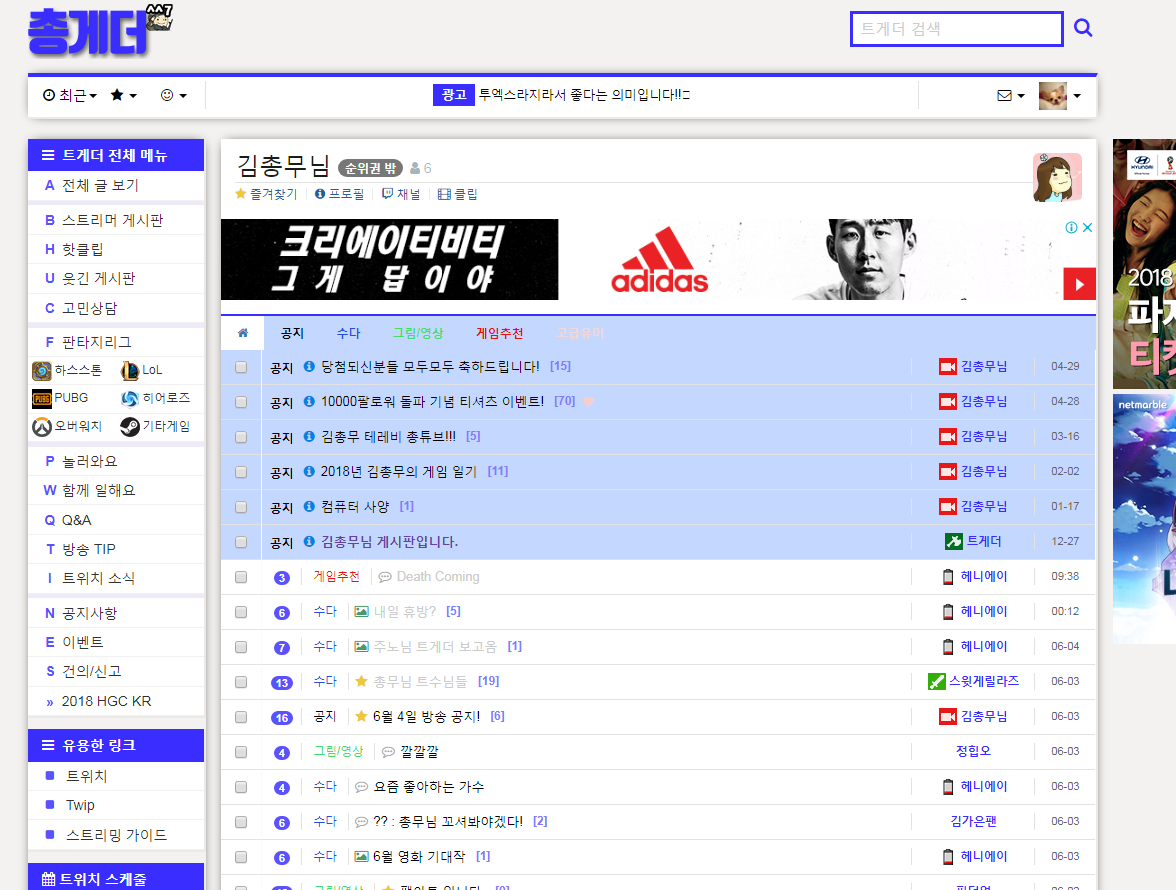 총게더
트게더 검색
최근
광고 투엑스라지라서 좋다는 의미입니다!!
트게더 전체 메뉴
A 전체 글 보기
B 스트리머 게시판
H 핫클립
U 웃긴 게시판
C 고민상담
F 판타지리그
하스스톤 LoL
PUBG 히어로즈
오버워치 기타게임
P 놀러와요
W 함께 일해요
Q Q&A
T 방송 TIP
I 트위치 소식
N 공지사항
E 이벤트
S 건의/신고
» 2018 HGC KR
유용한 링크
트위치
Twip
스트리밍 가이드
트위치 스케줄
김총무님 순위권 밖 6
즐겨찾기 프로필 채널 클립
크리에이티비티
그게 답이야
adidas
공지 수다 그림/영상 게임추천 고급유머
공지 당첨되신분들 모두모두 축하드립니다! [15] 김총무님 04-29
공지 10000팔로워 돌파 기념 티셔츠 이벤트! [70] 김총무님 04-28
공지 김총무 테레비 총튜브!!! [5] 김총무님 03-16
공지 2018년 김총무의 게임 일기 [11] 김총무님 02-02
공지 컴퓨터 사양 [1] 김총무님 01-17
공지 김총무님 게시판입니다. 트게더 12-27
3 게임추천 Death Coming 헤니에이 09:38
6 수다 내일 휴방? [5] 헤니에이 00:12
7 수다 주노님 트게더 보고옴 [1] 헤니에이 06-04
13 수다 총무님 트수님들 [19] 스윗게릴라즈 06-03
16 공지 6월 4일 방송 공지! [6] 김총무님 06-03
4 그림/영상 깔깔깔 정힙오 06-03
4 수다 요즘 좋아하는 가수 헤니에이 06-03
6 수다 ?? : 총무님 꼬셔봐야겠다! [2] 김가은팬 06-03
6 수다 6월 영화 기대작 [1] 헤니에이 06-03
HYUNDAI
2018
netmarble